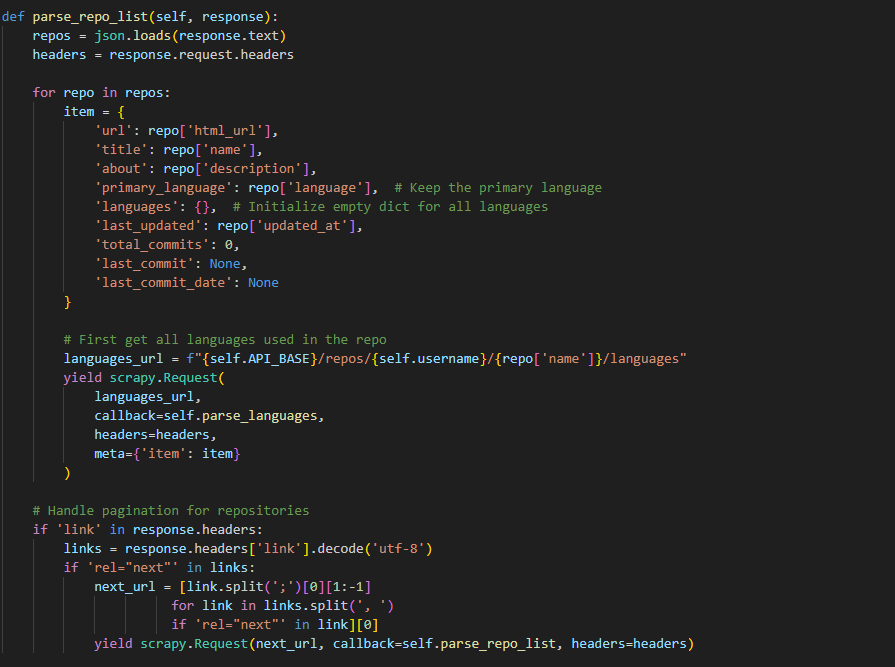 def parse_repo_list(self, response):
    repos = json.loads(response.text)
    headers = response.request.headers

    for repo in repos:
        item = {
            'url': repo['html_url'],
            'title': repo['name'],
            'about': repo['description'],
            'primary_language': repo['language'],  # Keep the primary language
            'languages': {},  # Initialize empty dict for all languages
            'last_updated': repo['updated_at'],
            'total_commits': 0,
            'last_commit': None,
            'last_commit_date': None
        }

        # First get all languages used in the repo
        languages_url = f"{self.API_BASE}/repos/{self.username}/{repo['name']}/languages"
        yield scrapy.Request(
            languages_url,
            callback=self.parse_languages,
            headers=headers,
            meta={'item': item}
        )

    # Handle pagination for repositories
    if 'link' in response.headers:
        links = response.headers['link'].decode('utf-8')
        if 'rel="next"' in links:
            next_url = [link.split(';')[0][1:-1]
                      for link in links.split(', ')
                      if 'rel="next"' in link][0]
            yield scrapy.Request(next_url, callback=self.parse_repo_list, headers=headers)